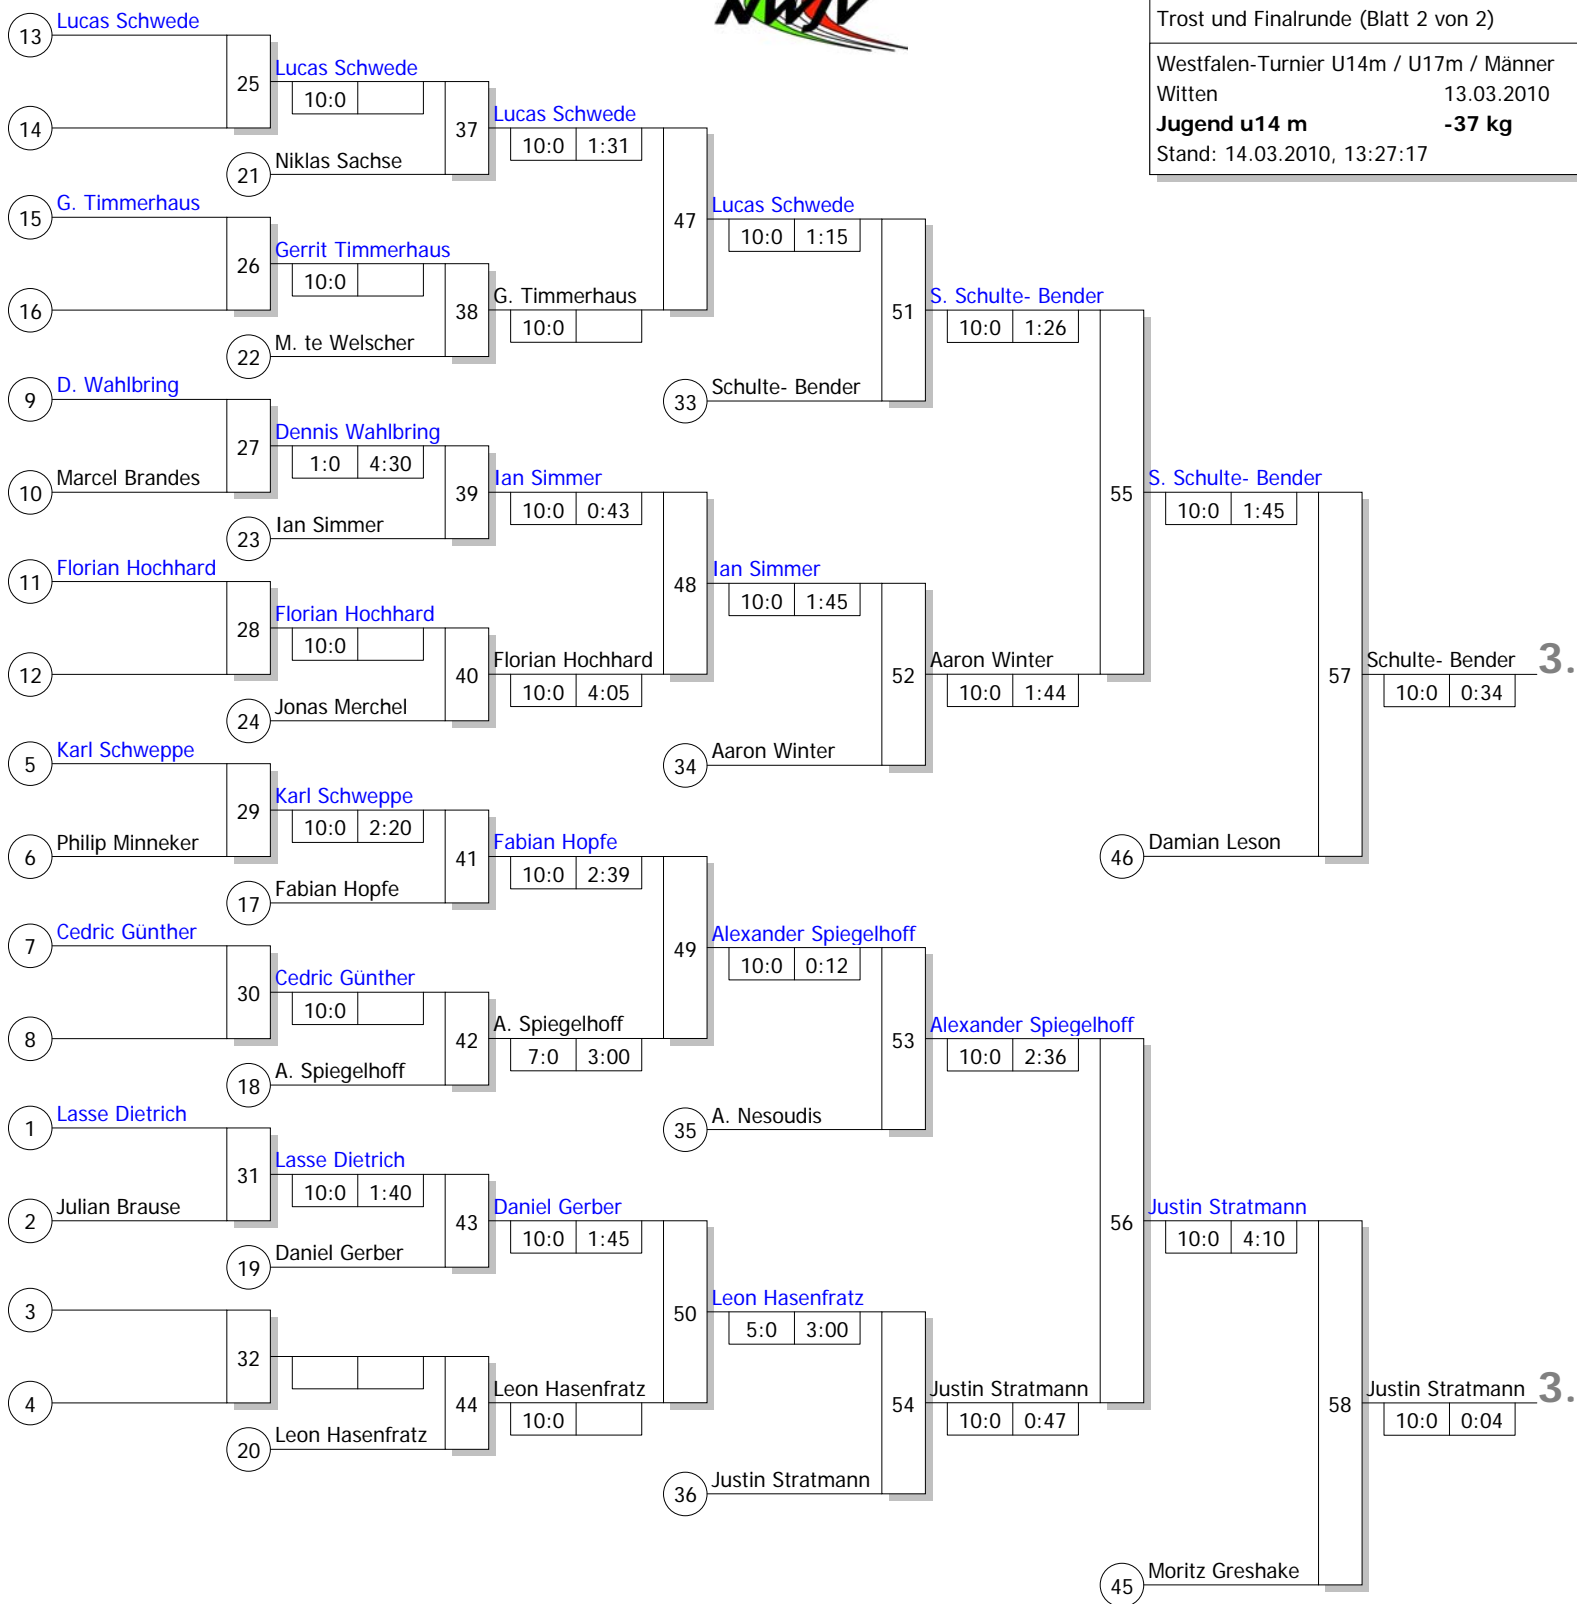 NWJV
Trost und Finalrunde (Blatt 2 von 2)
Westfalen-Turnier U14m / U17m / Männer
Witten 13.03.2010
Jugend u14 m -37 kg
Stand: 14.03.2010, 13:27:17
13 Lucas Schwede
25
14
Lucas Schwede
10:0
37
21 Niklas Sachse
Lucas Schwede
10:0 1:31
15 G. Timmerhaus
26
16
Gerrit Timmerhaus
10:0
38
22 M. te Welscher
G. Timmerhaus
10:0
47
Lucas Schwede
10:0 1:15
51
33 Schulte- Bender
S. Schulte- Bender
10:0 1:26
9 D. Wahlbring
27
10 Marcel Brandes
Dennis Wahlbring
1:0 4:30
39
23 Ian Simmer
Ian Simmer
10:0 0:43
11 Florian Hochhard
28
12
Florian Hochhard
10:0
40
24 Jonas Merchel
Florian Hochhard
10:0 4:05
48
Ian Simmer
10:0 1:45
52
34 Aaron Winter
Aaron Winter
10:0 1:44
55
S. Schulte- Bender
10:0 1:45
57
46 Damian Leson
Schulte- Bender 3.
10:0 0:34
5 Karl Schweppe
29
6 Philip Minneker
Karl Schweppe
10:0 2:20
41
17 Fabian Hopfe
Fabian Hopfe
10:0 2:39
7 Cedric Günther
30
8
Cedric Günther
10:0
42
18 A. Spiegelhoff
A. Spiegelhoff
7:0 3:00
49
Alexander Spiegelhoff
10:0 0:12
53
35 A. Nesoudis
Alexander Spiegelhoff
10:0 2:36
1 Lasse Dietrich
31
2 Julian Brause
Lasse Dietrich
10:0 1:40
43
19 Daniel Gerber
Daniel Gerber
10:0 1:45
3
32
4
44
20 Leon Hasenfratz
Leon Hasenfratz
10:0
50
Leon Hasenfratz
5:0 3:00
54
36 Justin Stratmann
Justin Stratmann
10:0 0:47
56
Justin Stratmann
10:0 4:10
58
45 Moritz Greshake
Justin Stratmann 3.
10:0 0:04